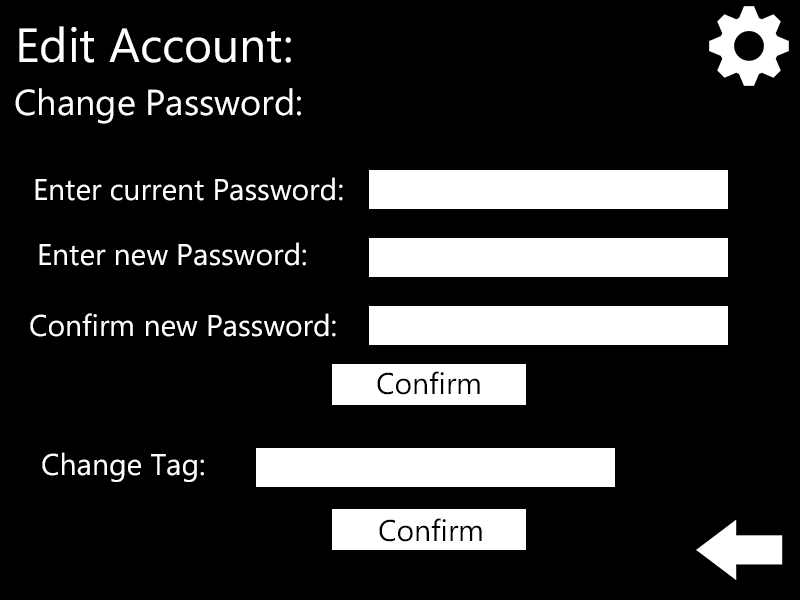 Edit Account:
Change Password:
Enter current Password:
Enter new Password:
Confirm new Password:
Confirm
Change Tag:
Confirm